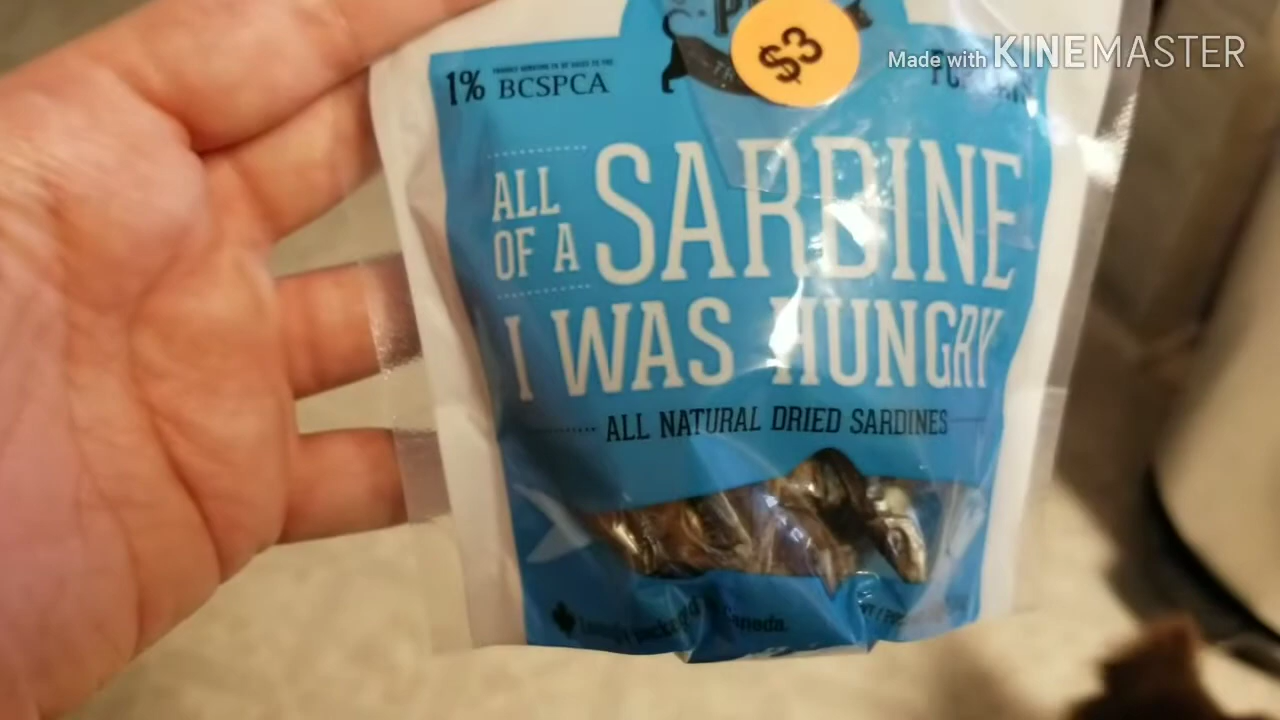 Made with KINEMASTER
$3
1%
BCSPCA
ALL
OF A
SARDINE
I WAS HUNGRY
ALL NATURAL DRIED SARDINES